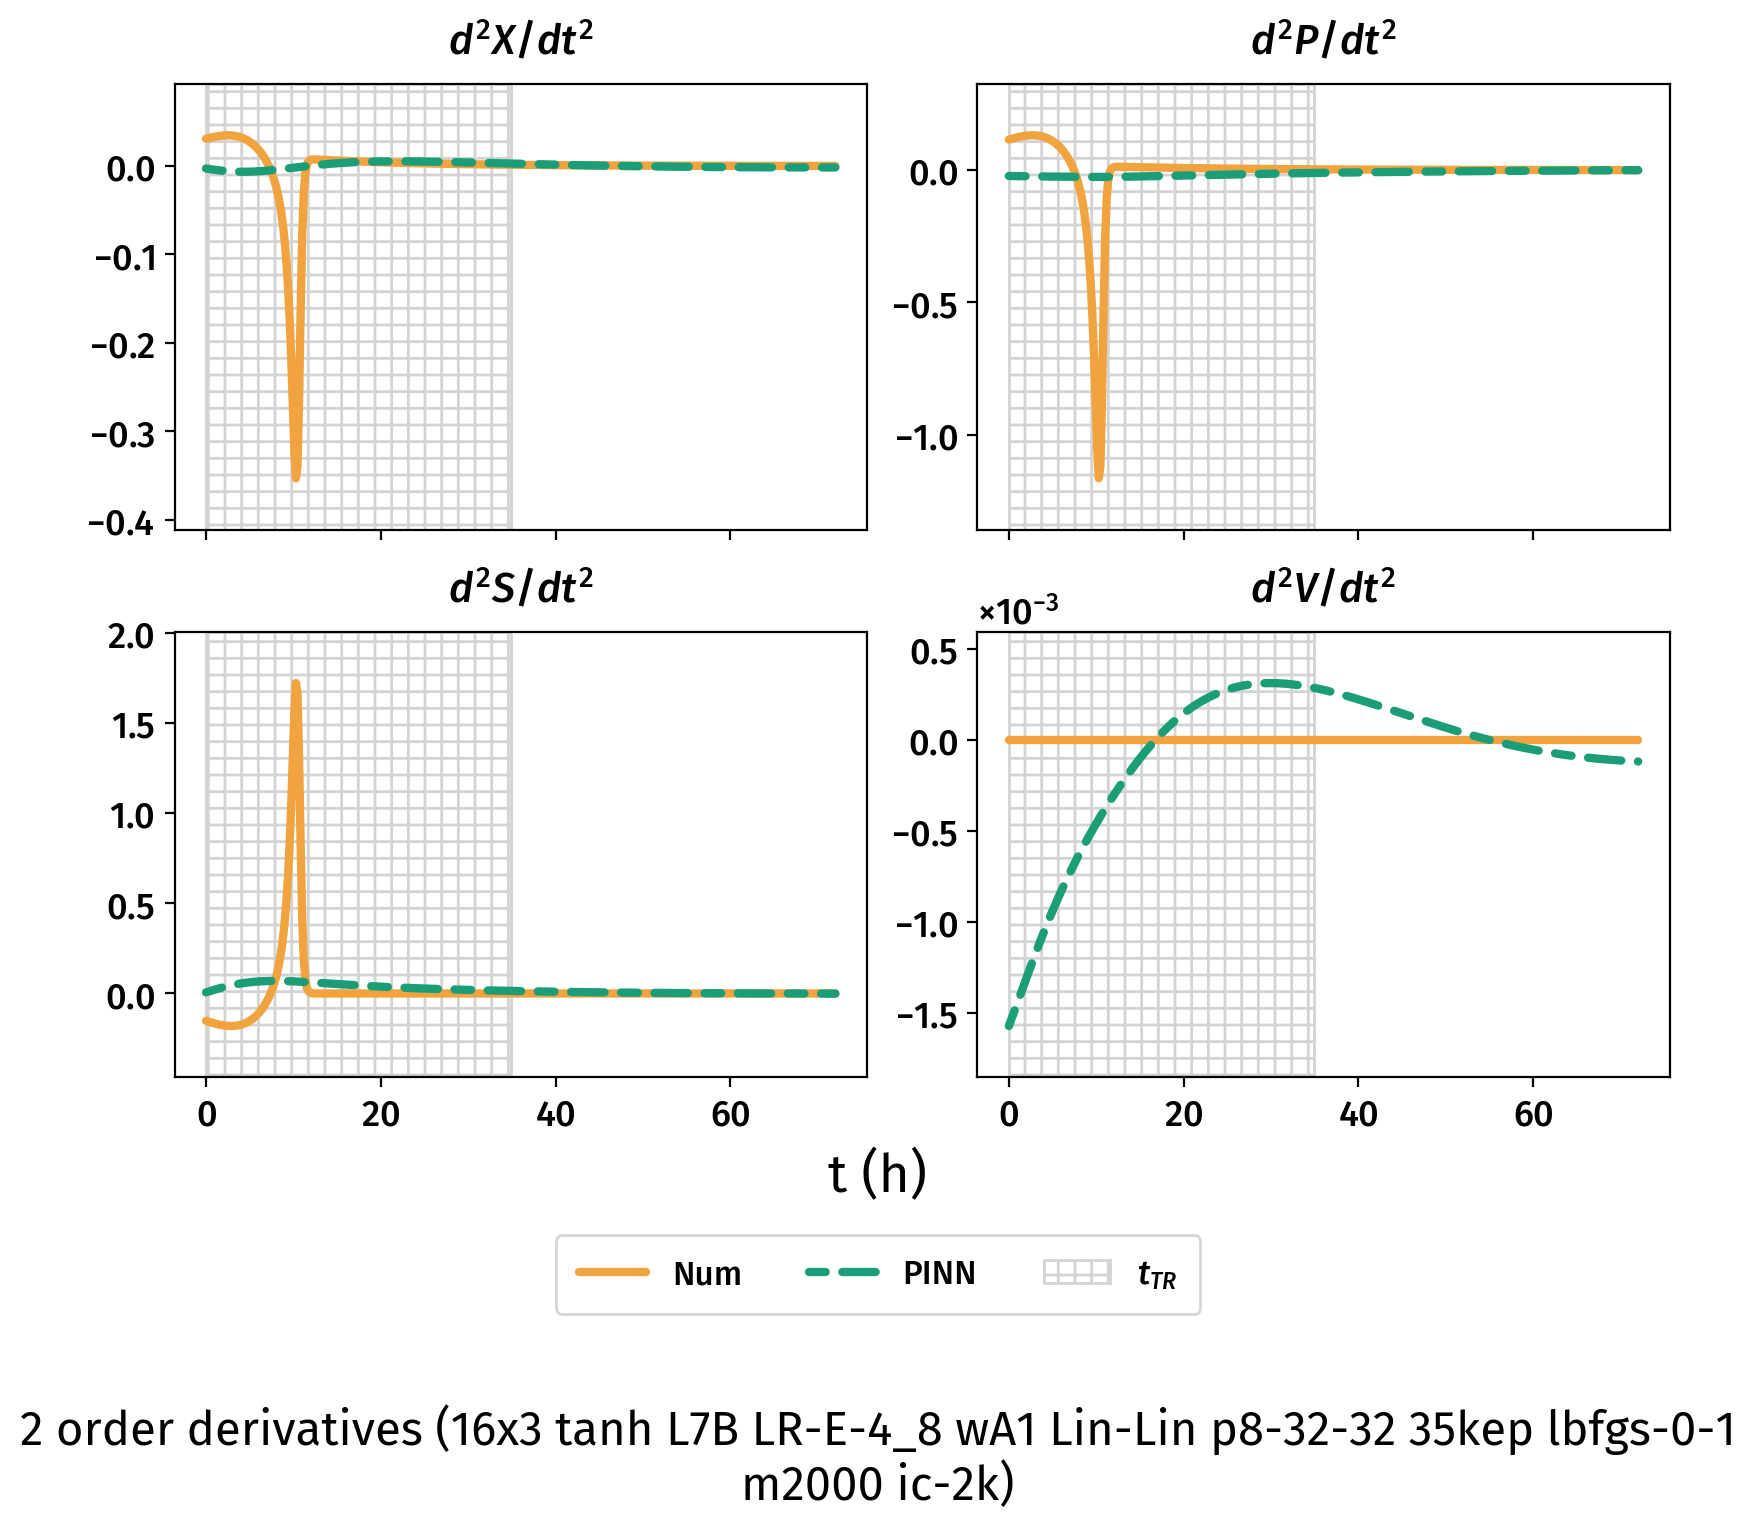 d²X/dt²
d²P/dt²
0.0
−0.1
−0.2
−0.3
−0.4
0.0
−0.5
−1.0
d²S/dt²
d²V/dt²
×10⁻³
2.0
1.5
1.0
0.5
0.0
0.5
0.0
−0.5
−1.0
−1.5
0 20 40 60
0 20 40 60
t (h)
Num PINN t_TR
2 order derivatives (16x3 tanh L7B LR-E-4_8 wA1 Lin-Lin p8-32-32 35kep lbfgs-0-1
m2000 ic-2k)